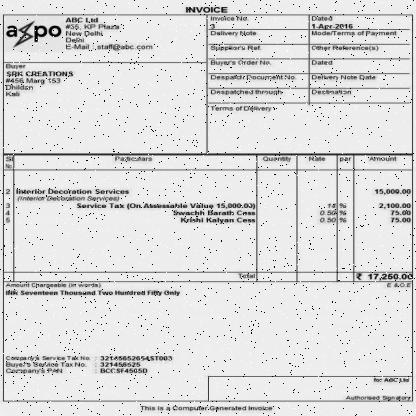 INVOICE
axpo
ABC Ltd
#35, KP Plaza
New Delhi
Delhi
E-Mail : staff@abc.com
Invoice No.
3
Dated
1-Apr-2016
Delivery Note
Mode/Terms of Payment
Supplier's Ref.
Other Reference(s)
Buyer
SRK CREATIONS
#456 Marg 153
Kali
Buyer's Order No.
Dated
Despatch Document No.
Delivery Note Date
Despatched through
Destination
Terms of Delivery
Sl No.
Particulars
Quantity
Rate
per
Amount
2 Interior Decoration Services 15,000.00
(Interior Decoration Services)
3 Service Tax (On Assessable Value 15,000.00) 14 % 2,100.00
4 Swachh Barath Cess 0.50 % 75.00
5 Krishi Kalyan Cess 0.50 % 75.00
Total ₹ 17,250.00
Amount Chargeable (in words) E. & O.E
INR Seventeen Thousand Two Hundred Fifty Only
Company's Service Tax No. :
Buyer's Service Tax No. :
Company's PAN :
for ABC Ltd
Authorised Signatory
This is a Computer Generated Invoice